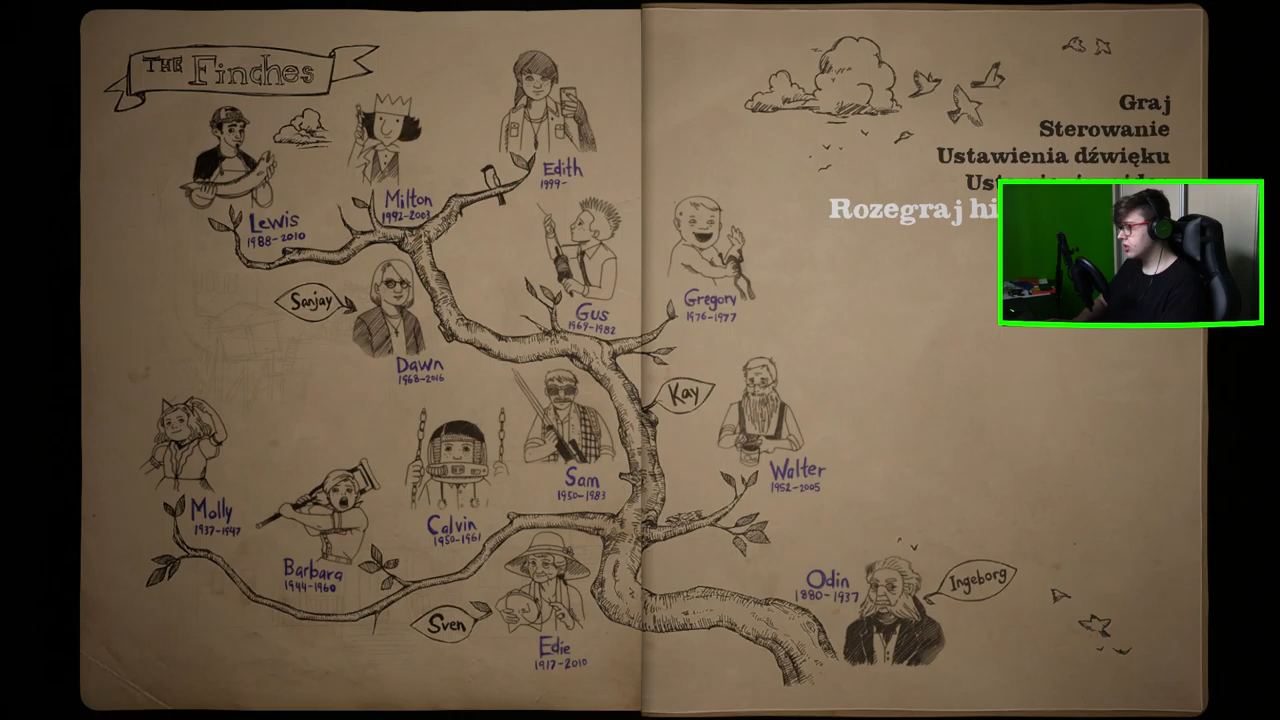 THE Finches
Edith
1999-
Milton
1992-2003
Lewis
1988-2010
Sanjay
Dawn
1968-2016
Gus
1969-1982
Gregory
1976-1977
Kay
Sam
1950-1983
Walter
1952-2005
Calvin
1950-1961
Molly
1937-1947
Barbara
1944-1960
Sven
Edie
1917-2010
Odin
1880-1937
Ingeborg
Graj
Sterowanie
Ustawienia dźwięku
Rozegraj